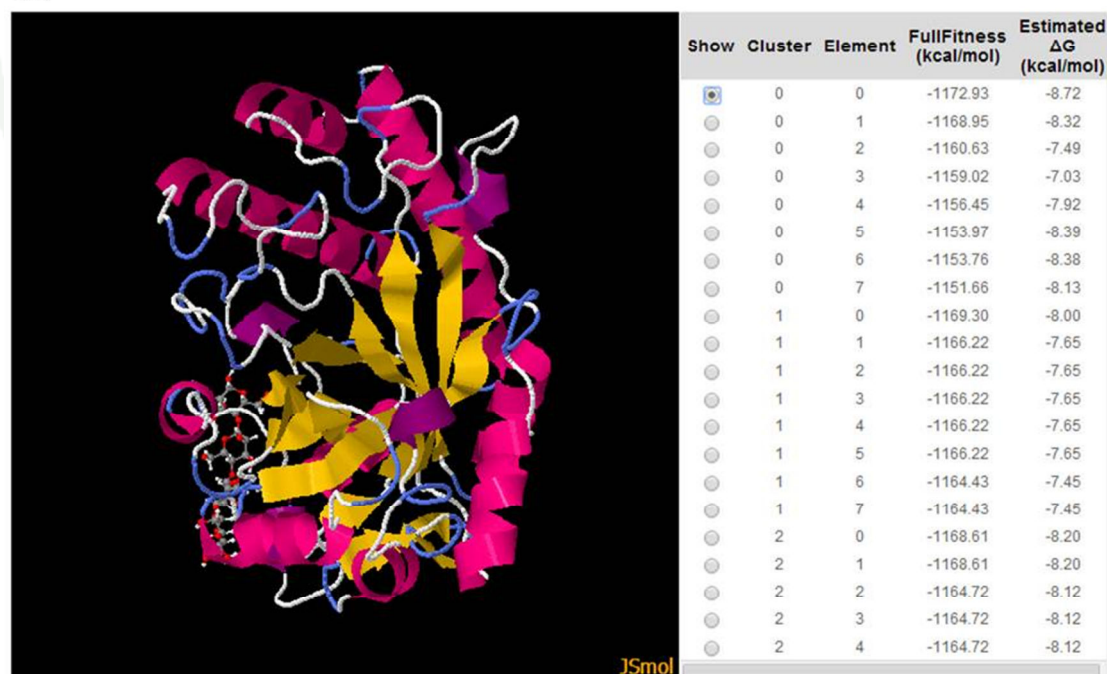 Show Cluster Element FullFitness (kcal/mol) Estimated ΔG (kcal/mol)
0 0 -1172.93 -8.72
0 1 -1168.95 -8.32
0 2 -1160.63 -7.49
0 3 -1159.02 -7.03
0 4 -1156.45 -7.92
0 5 -1153.97 -8.39
0 6 -1153.76 -8.38
0 7 -1151.66 -8.13
1 0 -1169.30 -8.00
1 1 -1166.22 -7.65
1 2 -1166.22 -7.65
1 3 -1166.22 -7.65
1 4 -1166.22 -7.65
1 5 -1166.22 -7.65
1 6 -1164.43 -7.45
1 7 -1164.43 -7.45
2 0 -1168.61 -8.20
2 1 -1168.61 -8.20
2 2 -1164.72 -8.12
2 3 -1164.72 -8.12
2 4 -1164.72 -8.12
JSmol